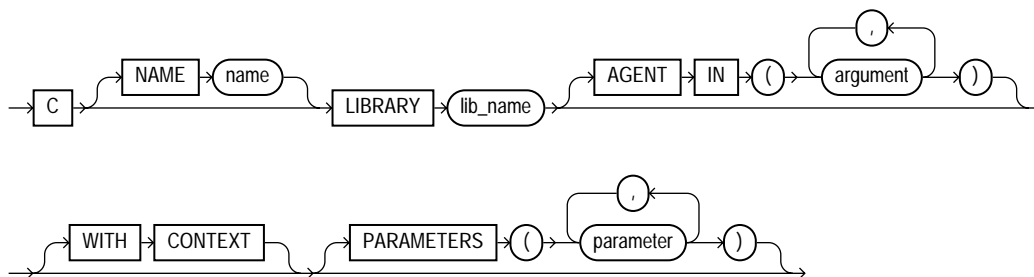 ,
NAME name AGENT IN ( argument )
C LIBRARY lib_name
,
WITH CONTEXT PARAMETERS ( parameter )